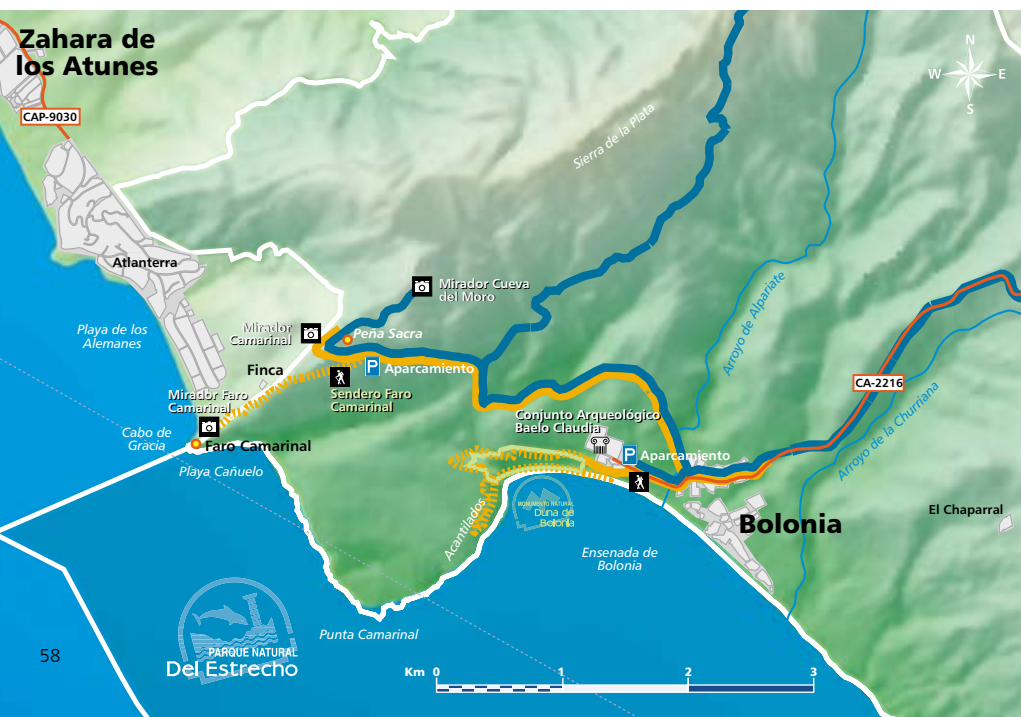 Zahara de
los Atunes
CAP-9030
N
W
E
S
Sierra de la Plata
Atlanterra
Mirador Cueva
del Moro
Arroyo de Alpariate
Playa de los
Alemanes
Mirador
Camarinal
Peña Sacra
Finca
P
Aparcamiento
CA-2216
Mirador Faro
Camarinal
Sendero Faro
Camarinal
Conjunto Arqueológico
Baelo Claudia
Arroyo de la Churriana
Cabo de
Gracia
Faro Camarinal
P
Aparcamiento
Playa Cañuelo
MONUMENTO NATURAL
Duna de
Bolonia
Acantilados
Bolonia
El Chaparral
Ensenada de
Bolonia
Punta Camarinal
PARQUE NATURAL
Del Estrecho
58
Km 0 1 2 3